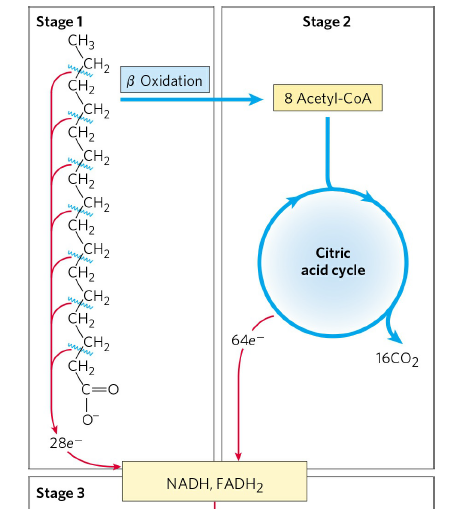 Stage 1
CH₃
CH₂
CH₂
CH₂
CH₂
CH₂
CH₂
CH₂
CH₂
CH₂
CH₂
CH₂
CH₂
CH₂
CH₂
C=O
O⁻
28e⁻
β Oxidation
Stage 2
8 Acetyl-CoA
Citric
acid cycle
64e⁻
16CO₂
NADH, FADH₂
Stage 3